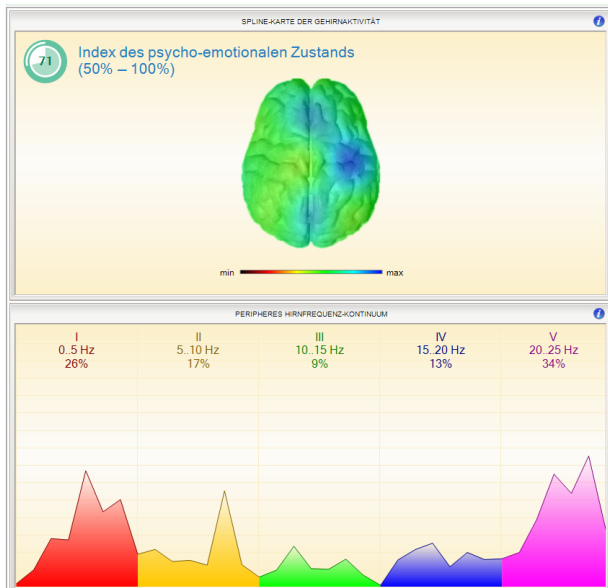 SPLINE-KARTE DER GEHIRNAKTIVITÄT
71
Index des psycho-emotionalen Zustands
(50% – 100%)
min max
PERIPHERES HIRNFREQUENZ-KONTINUUM
I II III IV V
0..5 Hz 5..10 Hz 10..15 Hz 15..20 Hz 20..25 Hz
26% 17% 9% 13% 34%